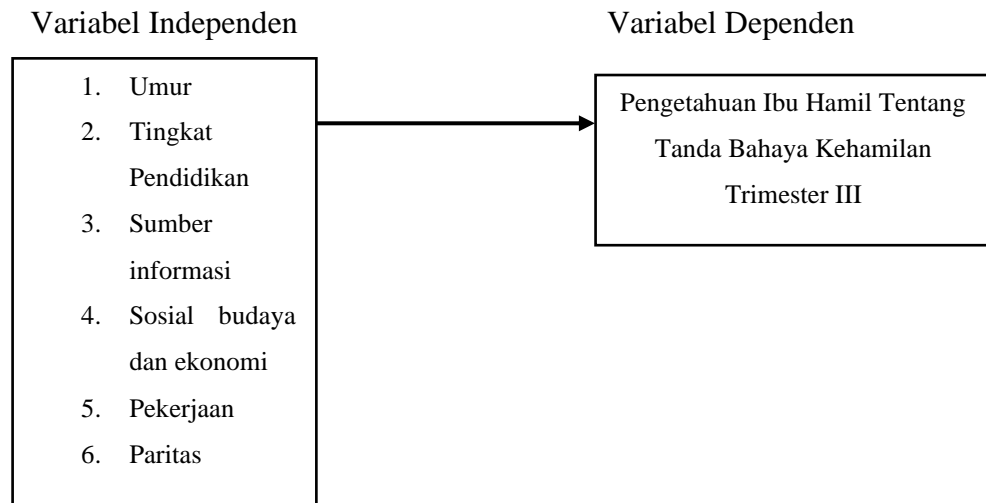 Variabel Independen
Variabel Dependen
1. Umur
2. Tingkat
Pendidikan
3. Sumber
informasi
4. Sosial budaya
dan ekonomi
5. Pekerjaan
6. Paritas
Pengetahuan Ibu Hamil Tentang
Tanda Bahaya Kehamilan
Trimester III